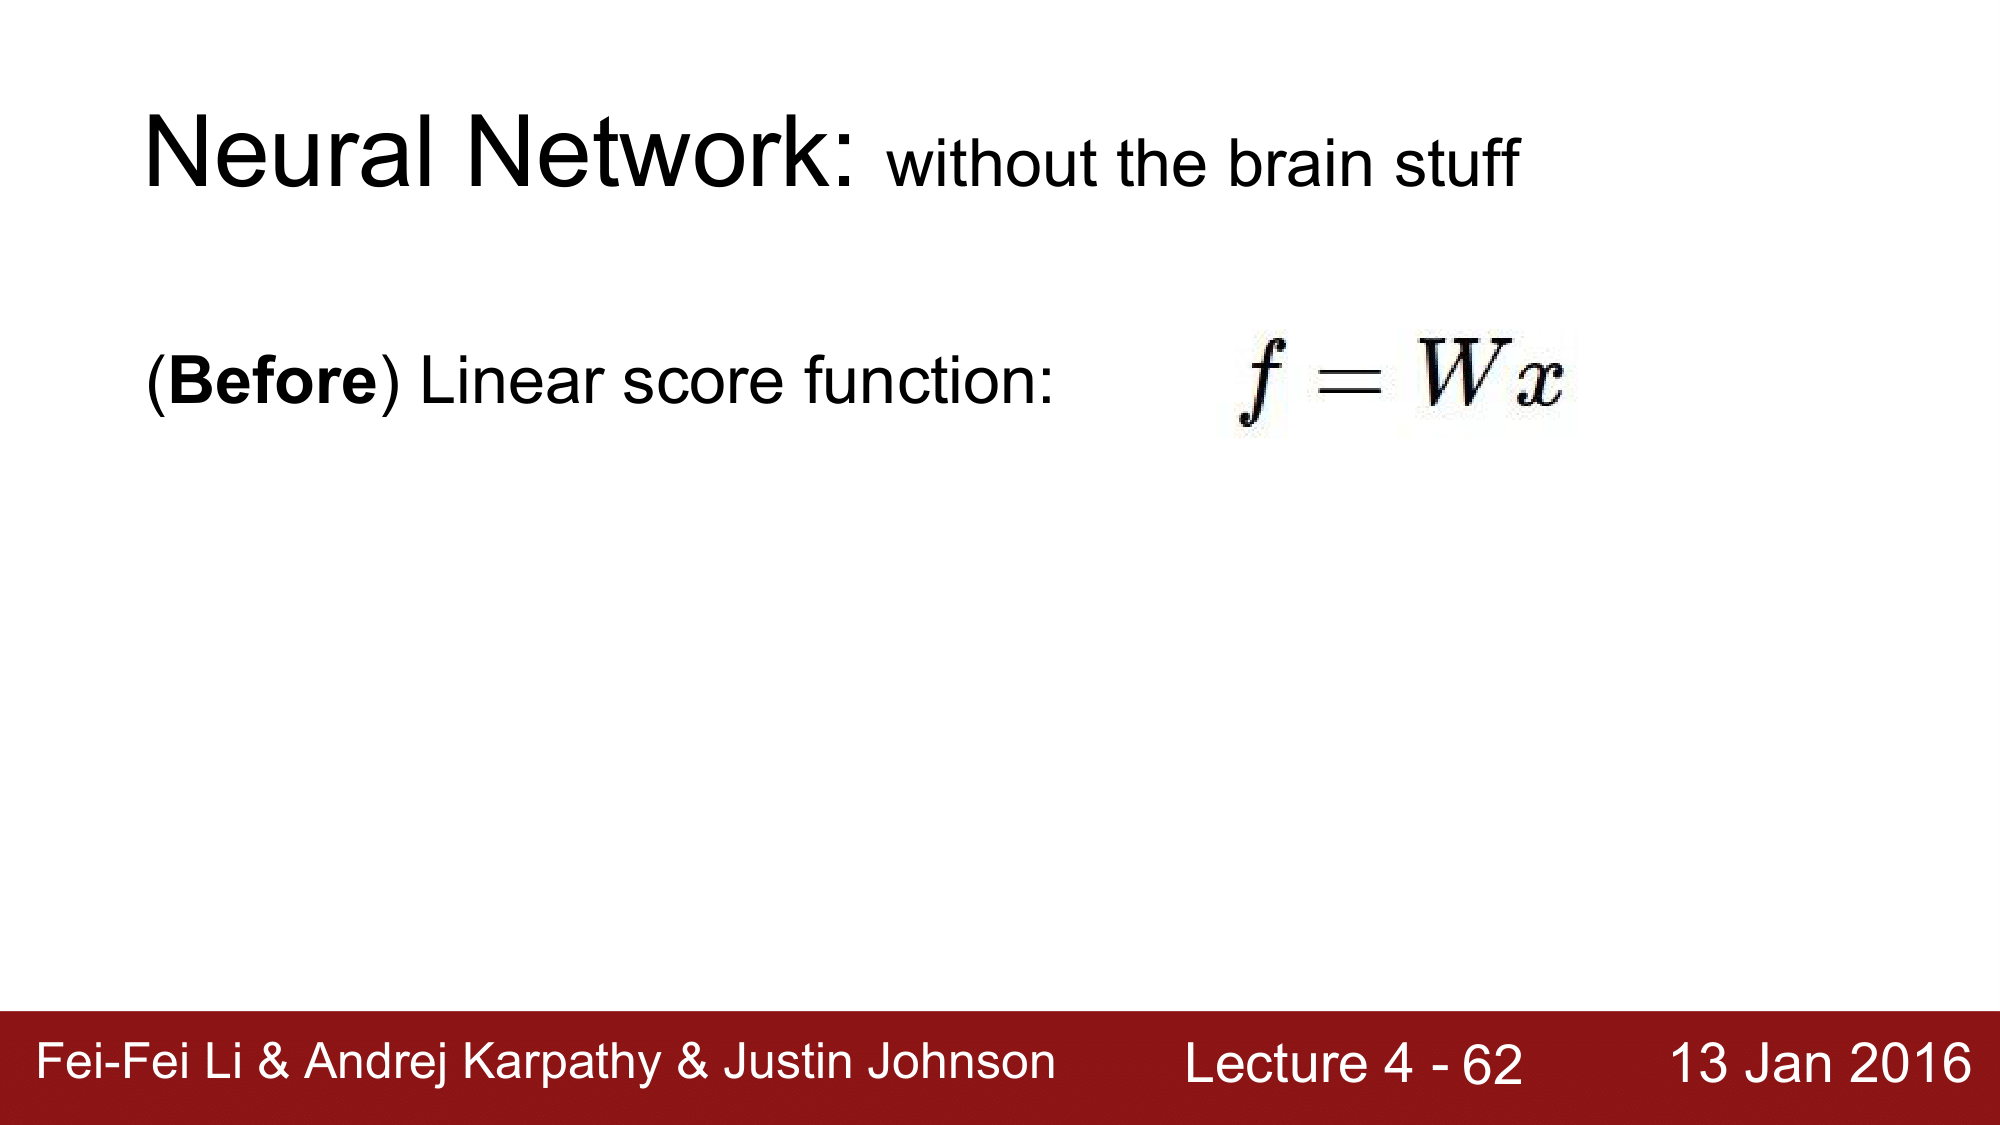 Neural Network: without the brain stuff
(Before) Linear score function: f = Wx
Fei-Fei Li & Andrej Karpathy & Justin Johnson Lecture 4 - 62 13 Jan 2016